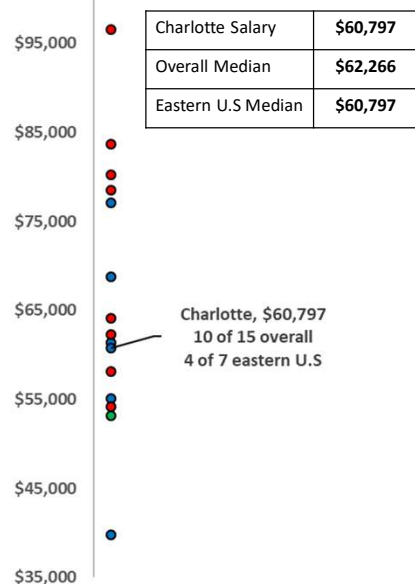 $95,000
$85,000
$75,000
$65,000
$55,000
$45,000
$35,000
Charlotte Salary $60,797
Overall Median $62,266
Eastern U.S Median $60,797
Charlotte, $60,797
10 of 15 overall
4 of 7 eastern U.S